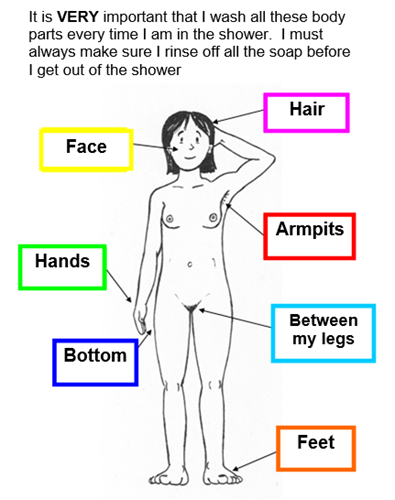 It is VERY important that I wash all these body
parts every time I am in the shower.  I must
always make sure I rinse off all the soap before
I get out of the shower
Hair
Face
Armpits
Hands
Between
my legs
Bottom
Feet